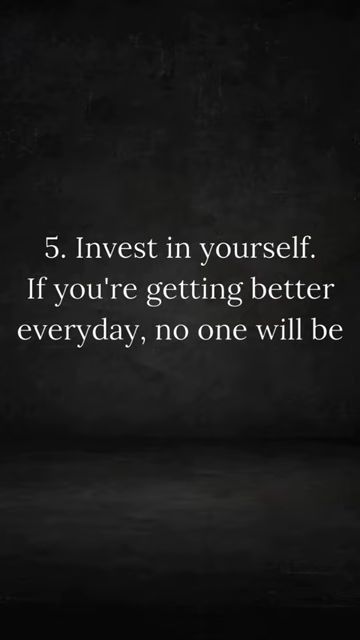 5. Invest in yourself.
If you're getting better
everyday, no one will be